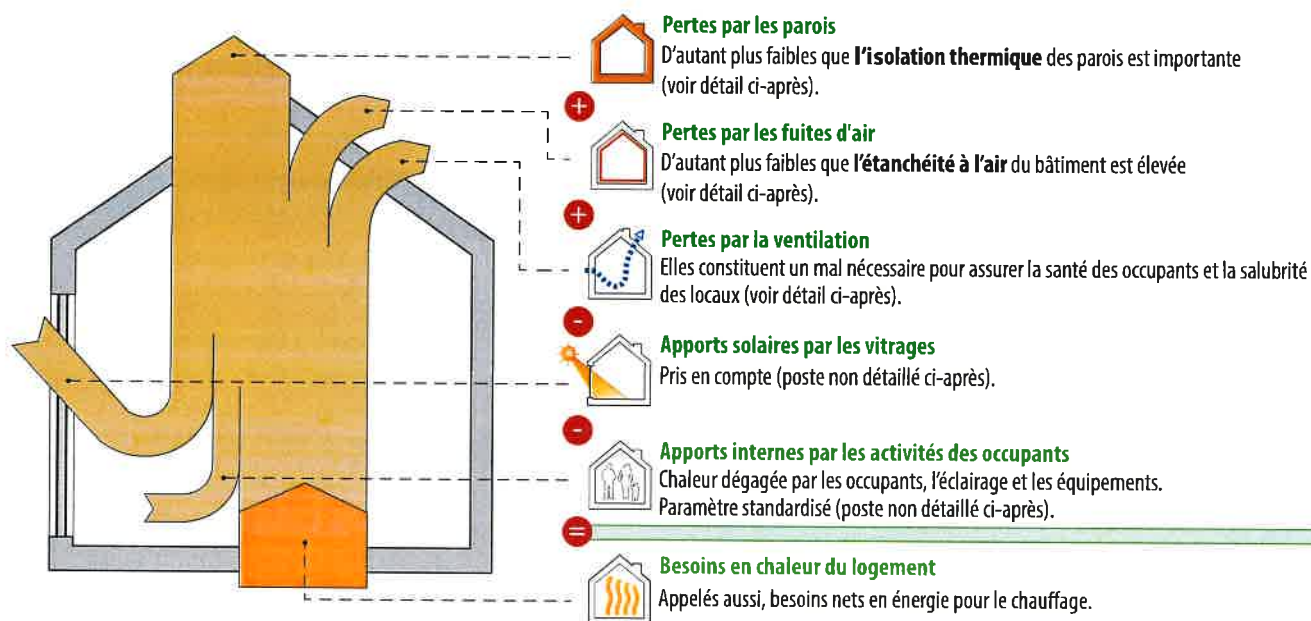 Pertes par les parois
D'autant plus faibles que l'isolation thermique des parois est importante
(voir détail ci-après).
+
Pertes par les fuites d'air
D'autant plus faibles que l'étanchéité à l'air du bâtiment est élevée
(voir détail ci-après).
+
Pertes par la ventilation
Elles constituent un mal nécessaire pour assurer la santé des occupants et la salubrité
des locaux (voir détail ci-après).
-
Apports solaires par les vitrages
Pris en compte (poste non détaillé ci-après).
-
Apports internes par les activités des occupants
Chaleur dégagée par les occupants, l'éclairage et les équipements.
Paramètre standardisé (poste non détaillé ci-après).
=
Besoins en chaleur du logement
Appelés aussi, besoins nets en énergie pour le chauffage.